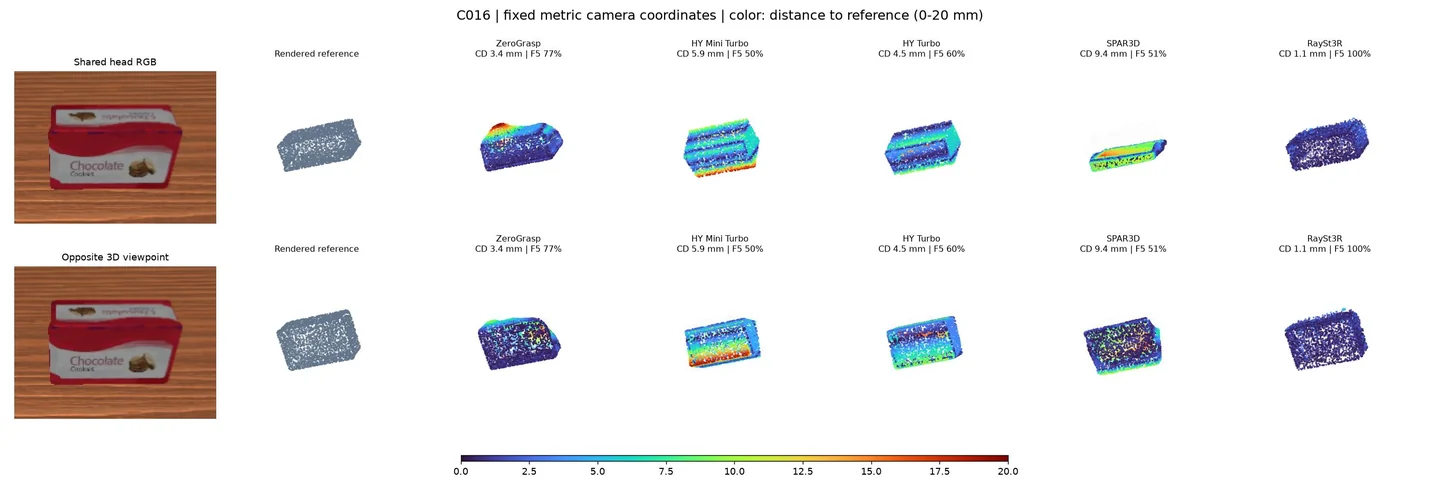 C016 | fixed metric camera coordinates | color: distance to reference (0-20 mm)
Shared head RGB
Rendered reference
ZeroGrasp
CD 3.4 mm | F5 77%
HY Mini Turbo
CD 5.9 mm | F5 50%
HY Turbo
CD 4.5 mm | F5 60%
SPAR3D
CD 9.4 mm | F5 51%
RaySt3R
CD 1.1 mm | F5 100%
Chocolate
Opposite 3D viewpoint
Rendered reference
ZeroGrasp
CD 3.4 mm | F5 77%
HY Mini Turbo
CD 5.9 mm | F5 50%
HY Turbo
CD 4.5 mm | F5 60%
SPAR3D
CD 9.4 mm | F5 51%
RaySt3R
CD 1.1 mm | F5 100%
Chocolate
0.0 2.5 5.0 7.5 10.0 12.5 15.0 17.5 20.0